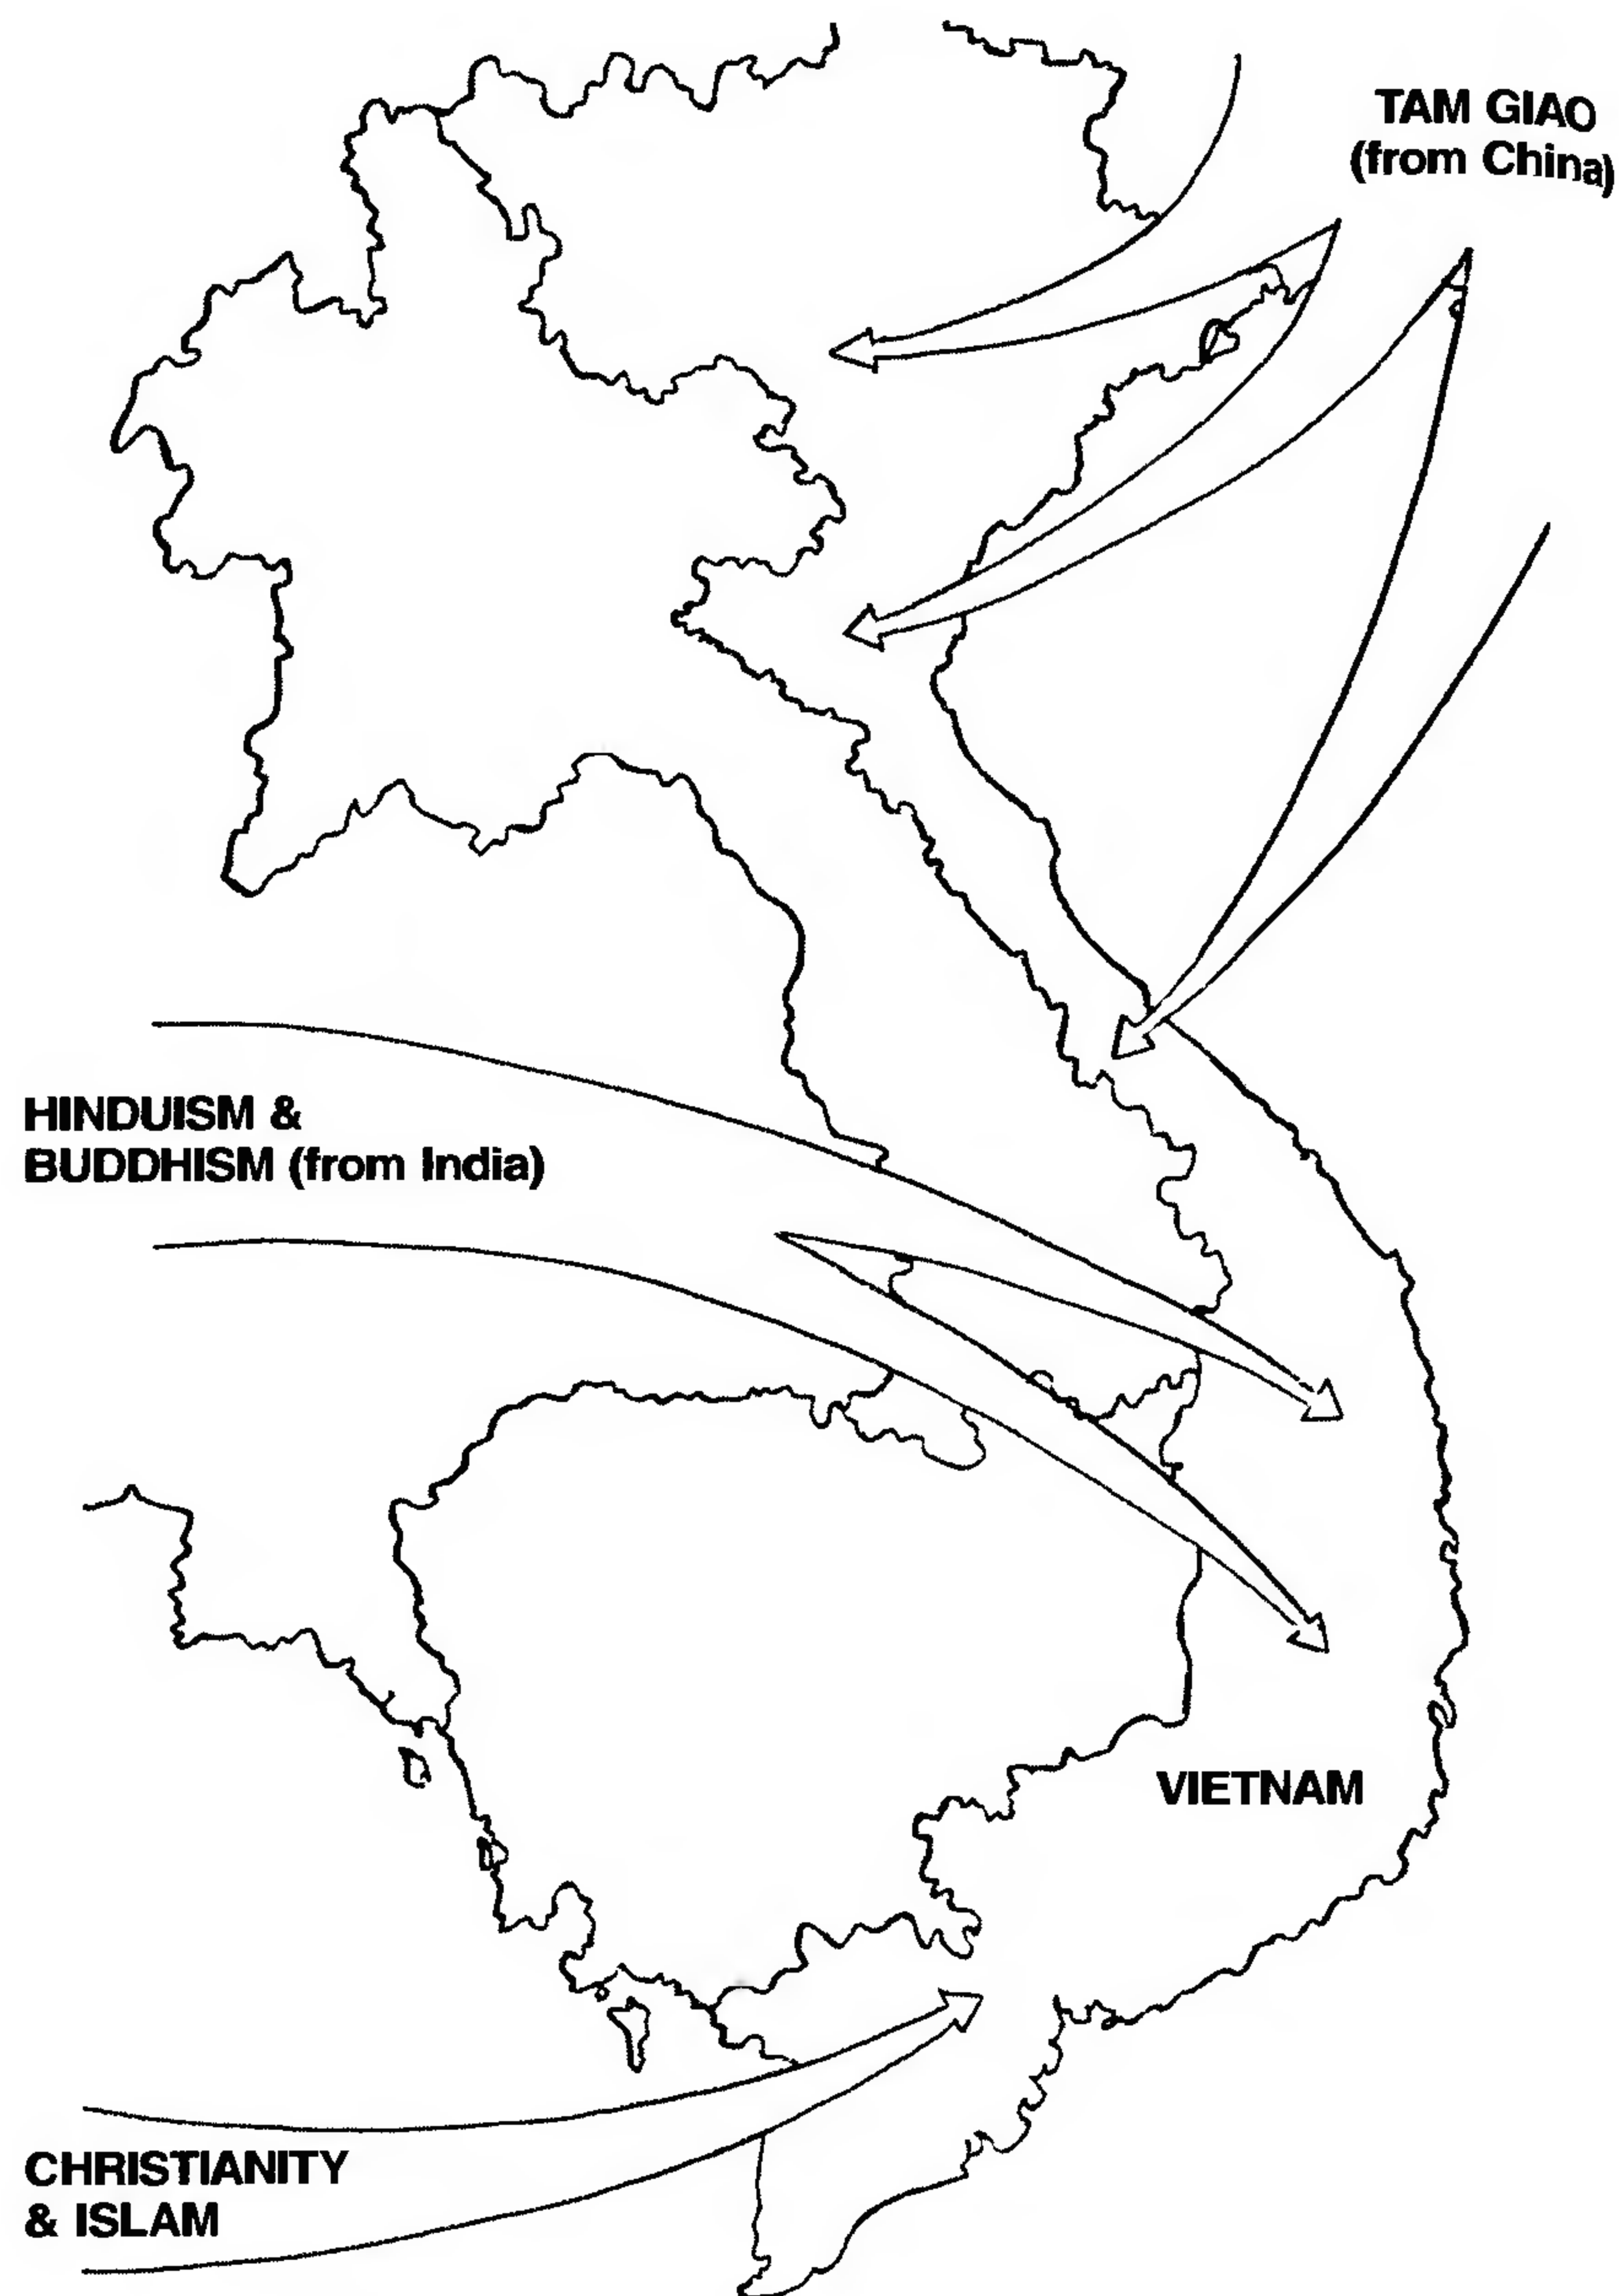 TAM GIAO
(from China)
HINDUISM &
BUDDHISM (from India)
VIETNAM
CHRISTIANITY
& ISLAM